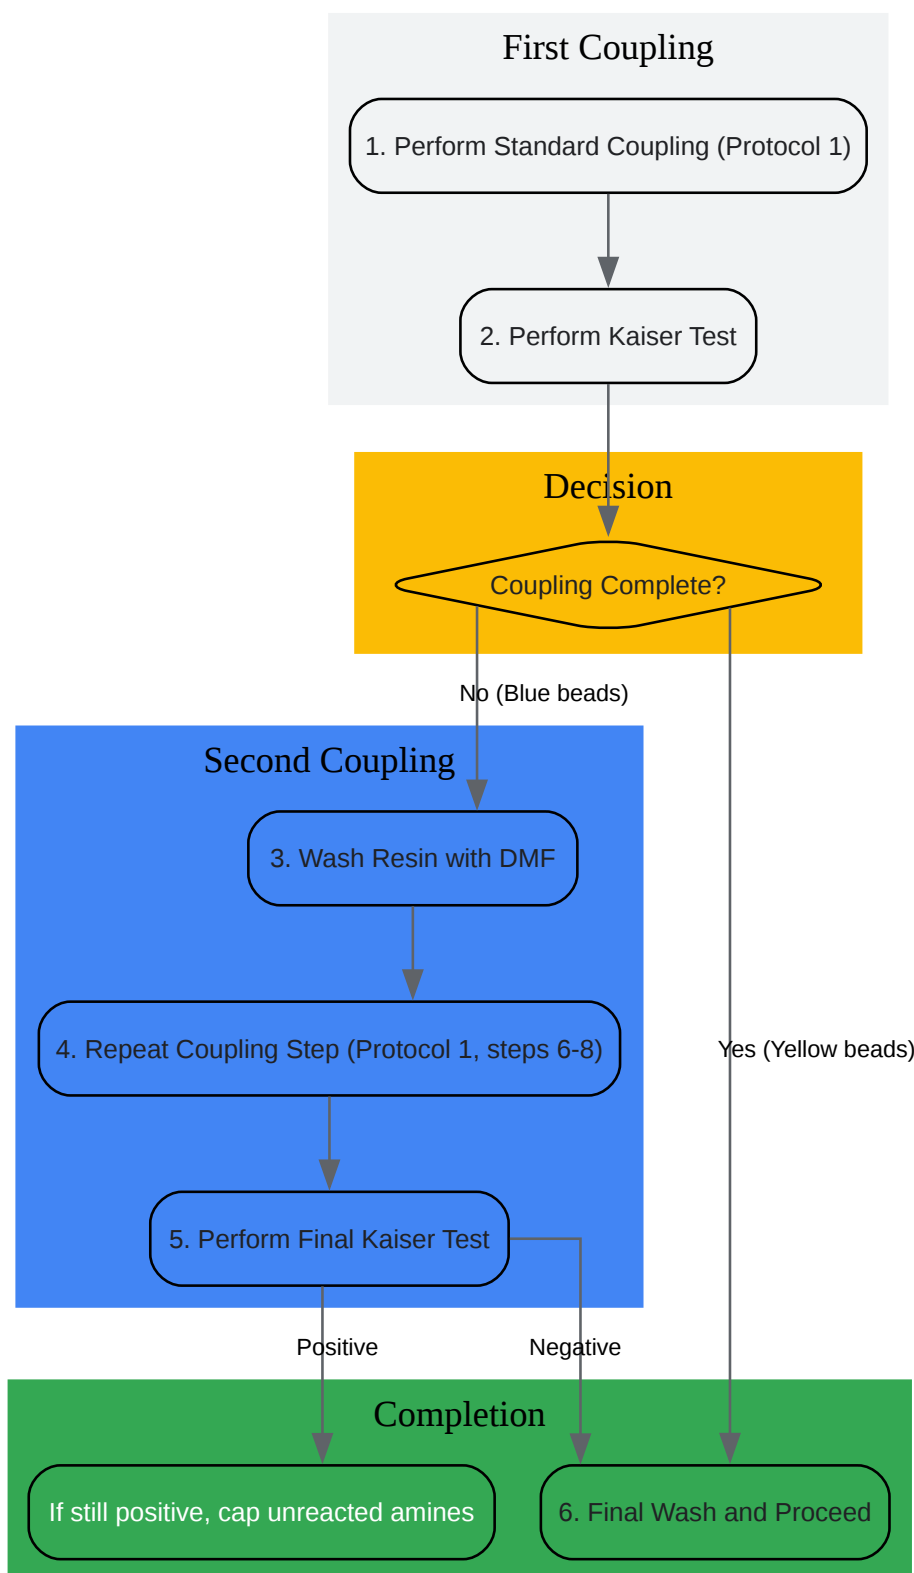 First Coupling
1. Perform Standard Coupling (Protocol 1)
2. Perform Kaiser Test
Decision
Coupling Complete?
No (Blue beads)
Second Coupling
3. Wash Resin with DMF
4. Repeat Coupling Step (Protocol 1, steps 6-8)
Yes (Yellow beads)
5. Perform Final Kaiser Test
Positive
Negative
Completion
If still positive, cap unreacted amines
6. Final Wash and Proceed